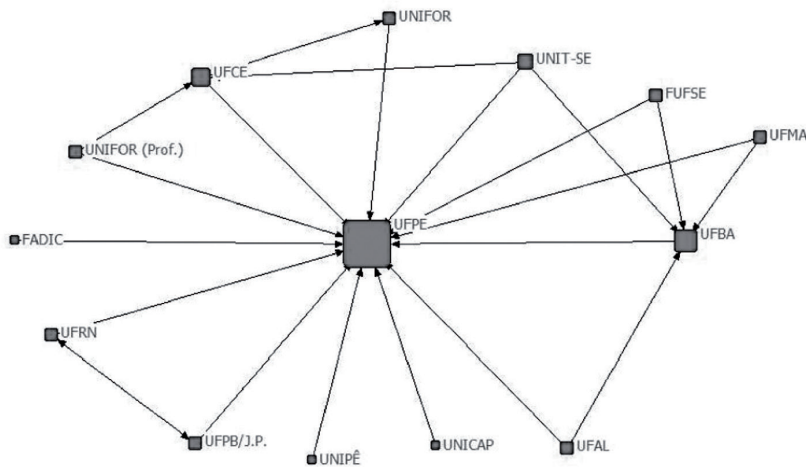 UNIFOR
UNIT-SE
UFCE
FUFSE
UFMA
UNIFOR (Prof.)
UFPE
UFBA
FADIC
UFRN
UFPB/J.P.
UNIPÊ
UNICAP
UFAL